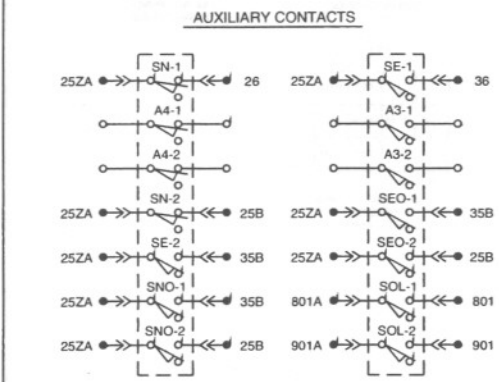 AUXILIARY CONTACTS
SN-1
25ZA 26
A4-1
A4-2
SN-2
25ZA 25B
SE-2
25ZA 35B
SNO-1
25ZA 35B
SNO-2
25ZA 25B
SE-1
25ZA 36
A3-1
A3-2
SEO-1
25ZA 35B
SEO-2
25ZA 25B
SOL-1
801A 801
SOL-2
901A 901